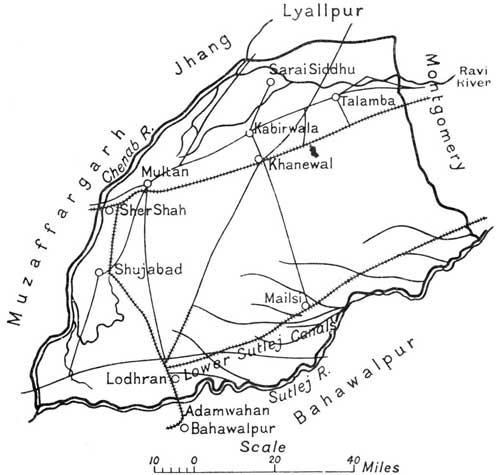 Lyallpur
Jhang
Sarai Siddhu
Ravi
River
Montgomery
Talamba
Kabirwala
Khanewal
Chenab R.
Muzaffargarh
Multan
Sher Shah
Shujabad
Mailsi
Lower Sutlej Canals
Lodhran
Sutlej R.
Bahawalpur
Adamwahan
Bahawalpur
Scale
10 0 20 40 Miles